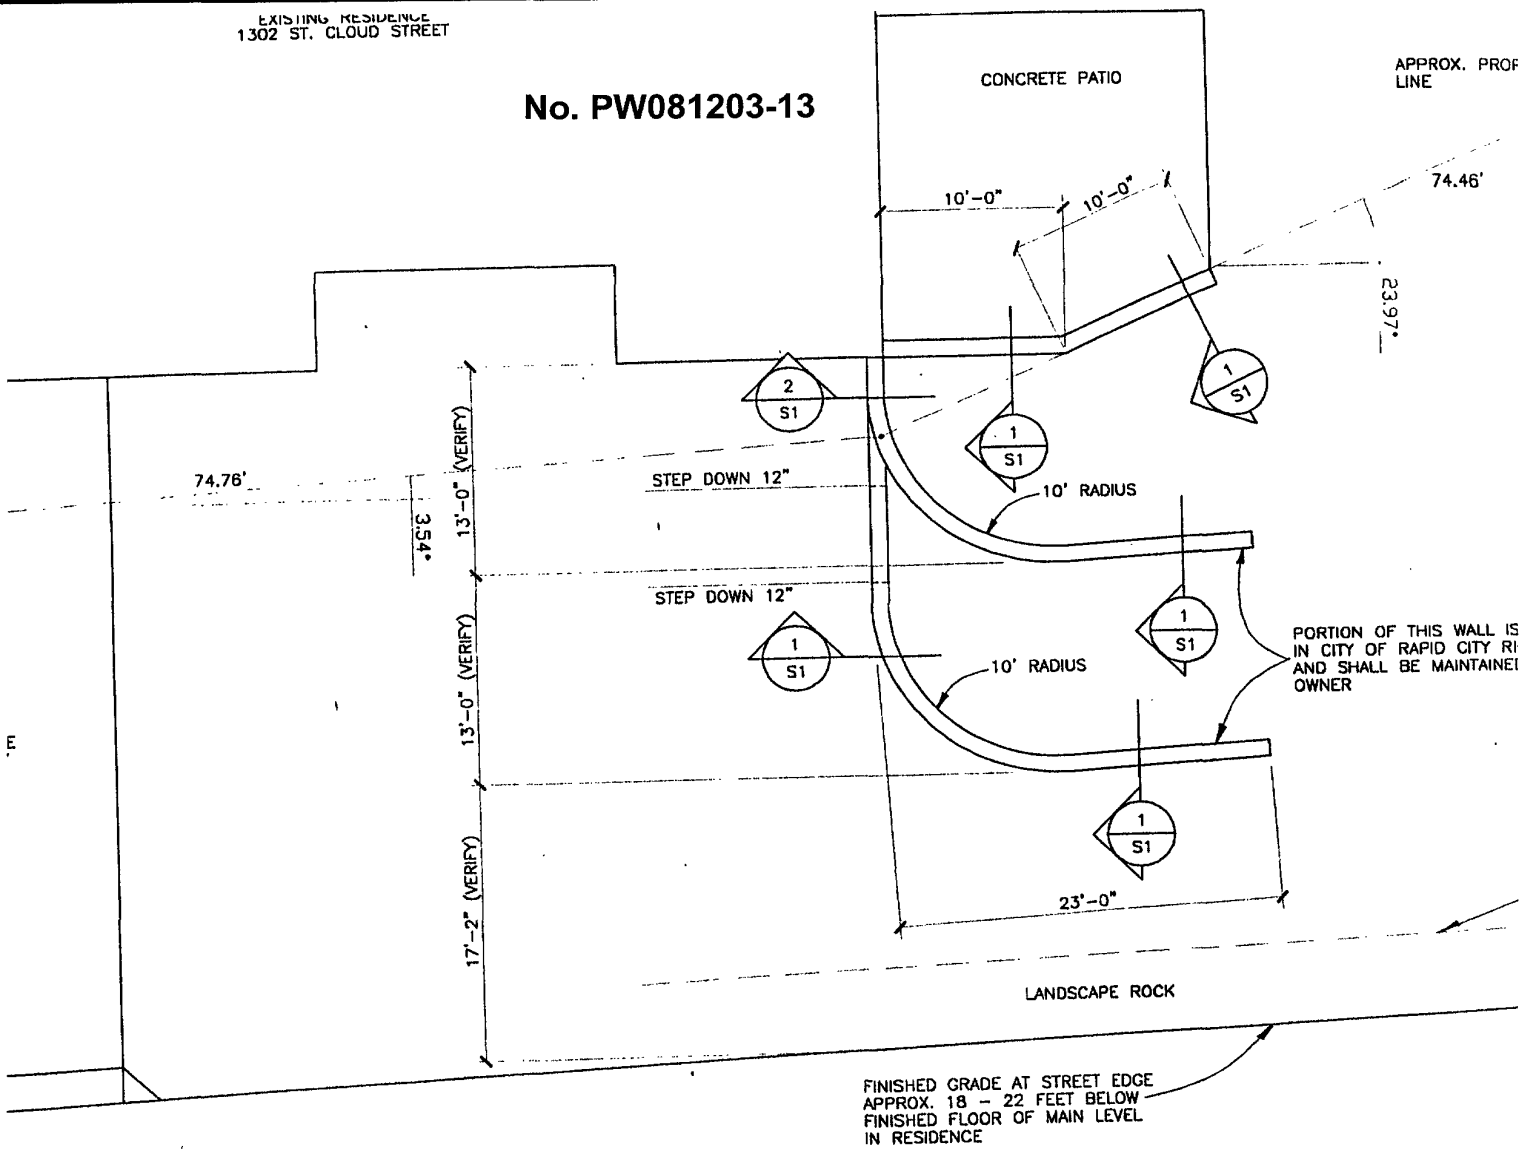 EXISTING RESIDENCE
1302 ST. CLOUD STREET
No. PW081203-13
CONCRETE PATIO
APPROX. PROP
LINE
74.46'
10'-0"
10'-0"
23.97°
2
S1
1
S1
1
S1
13'-0" (VERIFY)
74.76'
3.54°
STEP DOWN 12"
10' RADIUS
STEP DOWN 12"
1
S1
1
S1
13'-0" (VERIFY)
10' RADIUS
PORTION OF THIS WALL IS
IN CITY OF RAPID CITY RI
AND SHALL BE MAINTAINED
OWNER
E
1
S1
17'-2" (VERIFY)
23'-0"
LANDSCAPE ROCK
FINISHED GRADE AT STREET EDGE
APPROX. 18 - 22 FEET BELOW
FINISHED FLOOR OF MAIN LEVEL
IN RESIDENCE